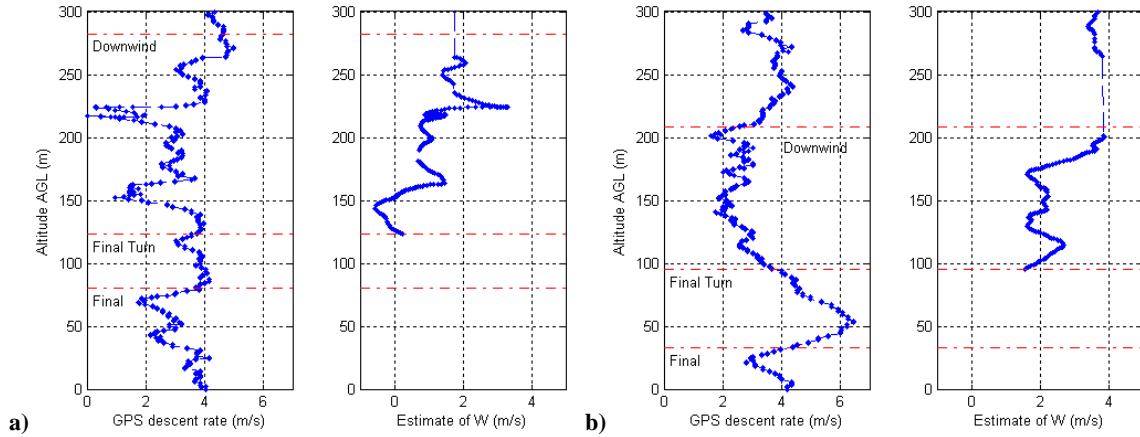 300
250
200
150
100
50
0
Altitude AGL (m)
Downwind
Final Turn
Final
0 2 4 6
GPS descent rate (m/s)
a)
300
250
200
150
100
50
0
0 2 4
Estimate of W (m/s)
300
250
200
150
100
50
0
Altitude AGL (m)
Downwind
Final Turn
Final
0 2 4 6
GPS descent rate (m/s)
b)
300
250
200
150
100
50
0
0 2 4
Estimate of W (m/s)